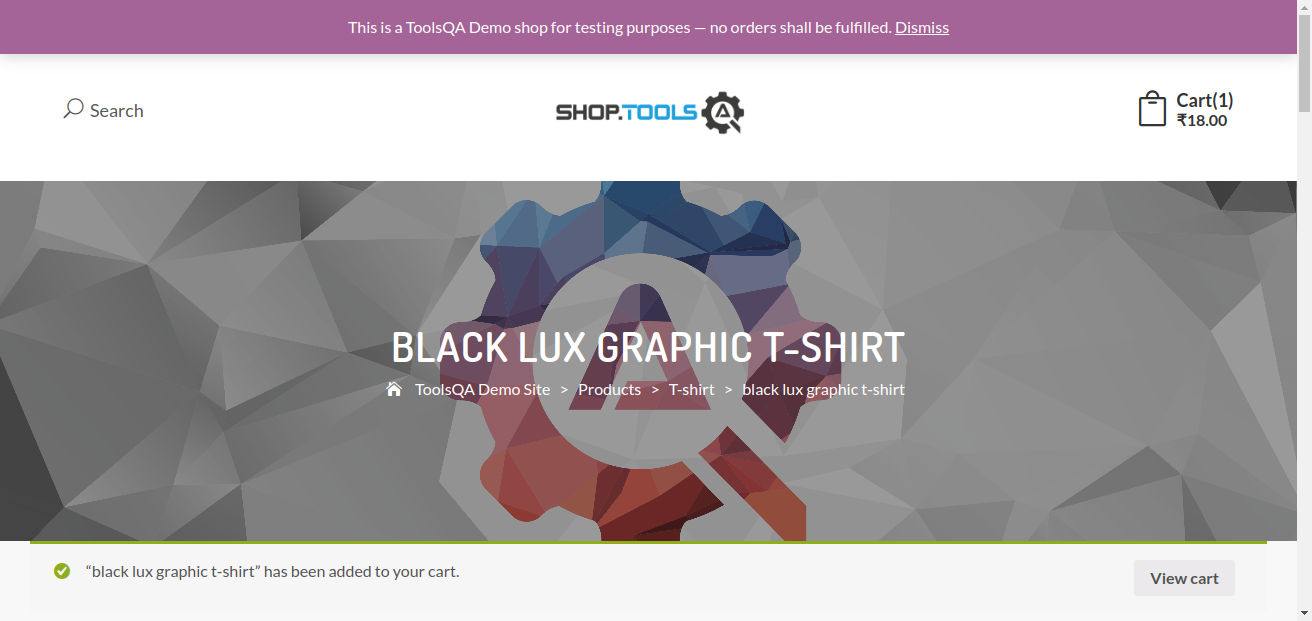 This is a ToolsQA Demo shop for testing purposes — no orders shall be fulfilled. Dismiss
Search
SHOP.TOOLS
Cart(1)
₹18.00
BLACK LUX GRAPHIC T-SHIRT
ToolsQA Demo Site > Products > T-shirt > black lux graphic t-shirt
“black lux graphic t-shirt” has been added to your cart.
View cart